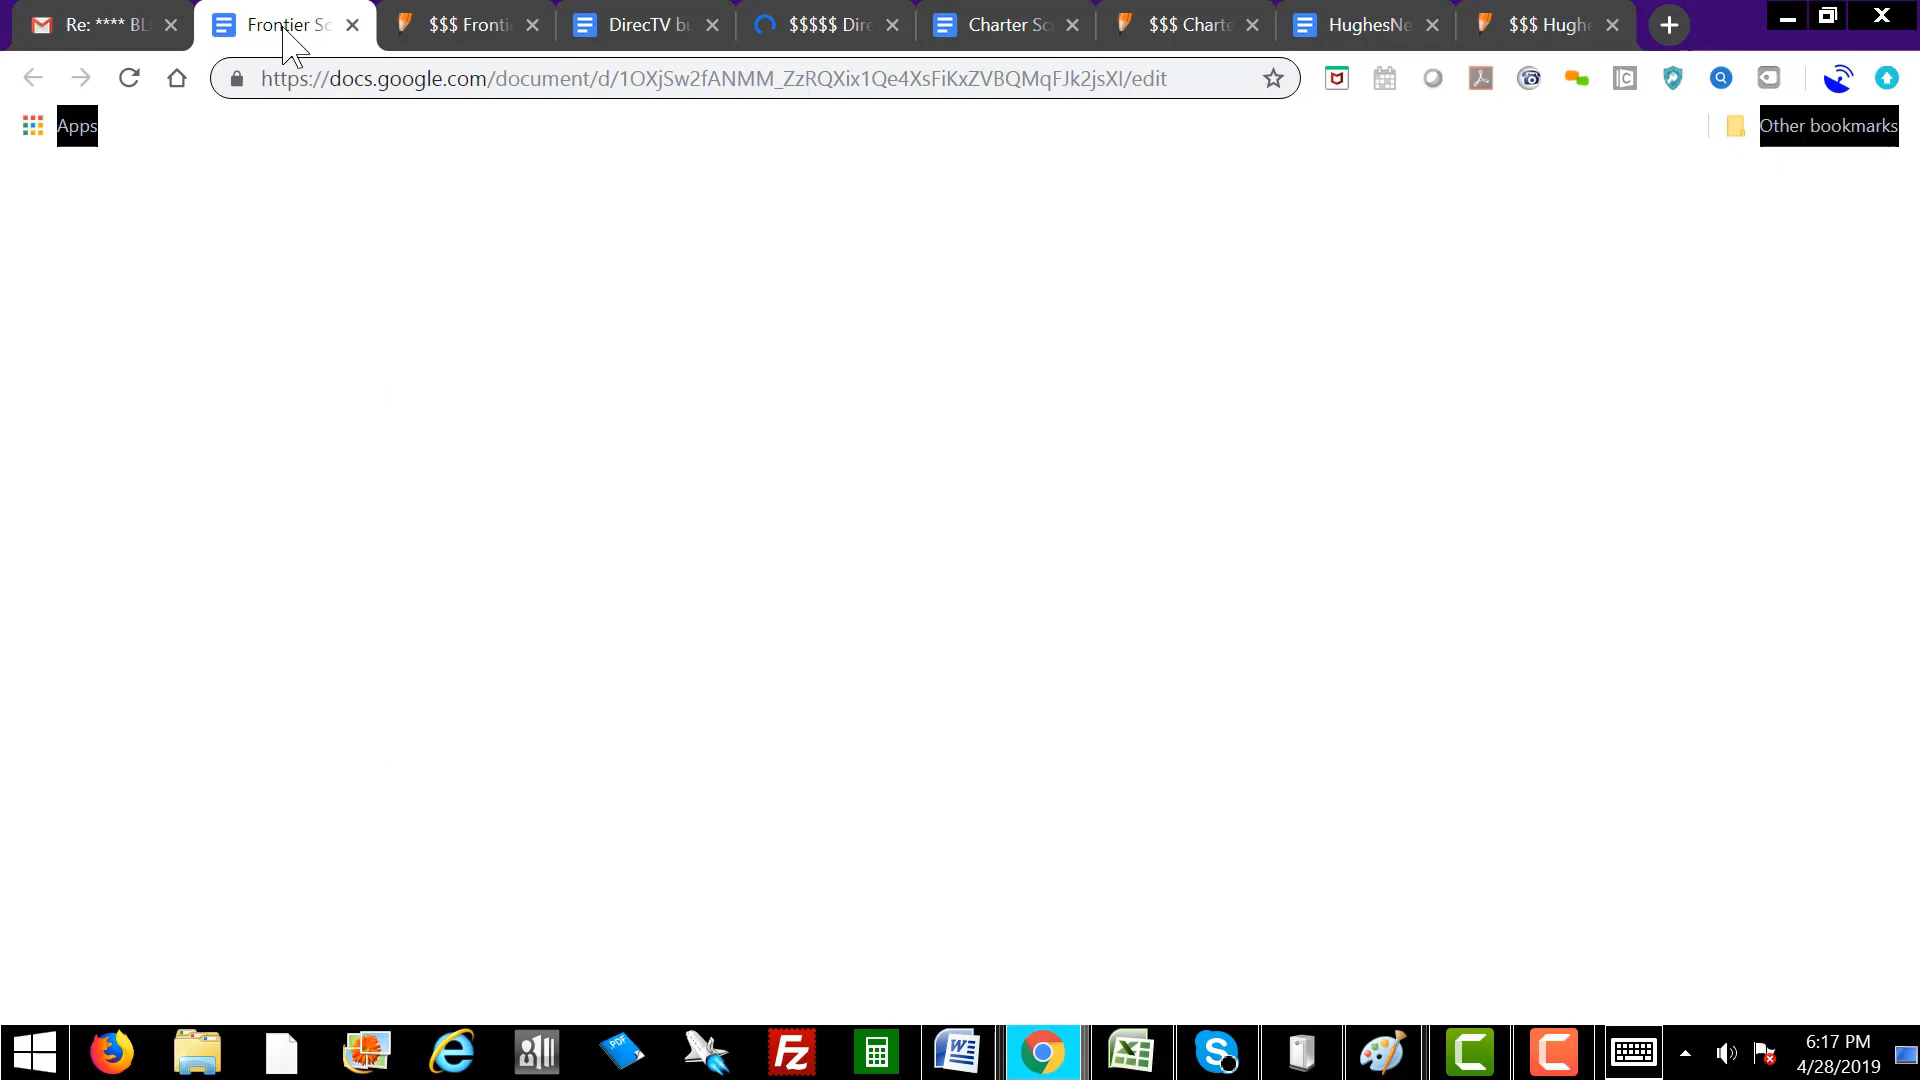 Re: **** BL
Frontier Sc
$$$ Fronti
DirecTV bu
$$$$$ Dire
Charter Sc
$$$ Charte
HughesNe
$$$ Hughe
https://docs.google.com/document/d/1OXjSw2fANMM_ZzRQXix1Qe4XsFiKxZVBQMqFJk2jsXI/edit
Apps
Other bookmarks
PDF
6:17 PM
4/28/2019